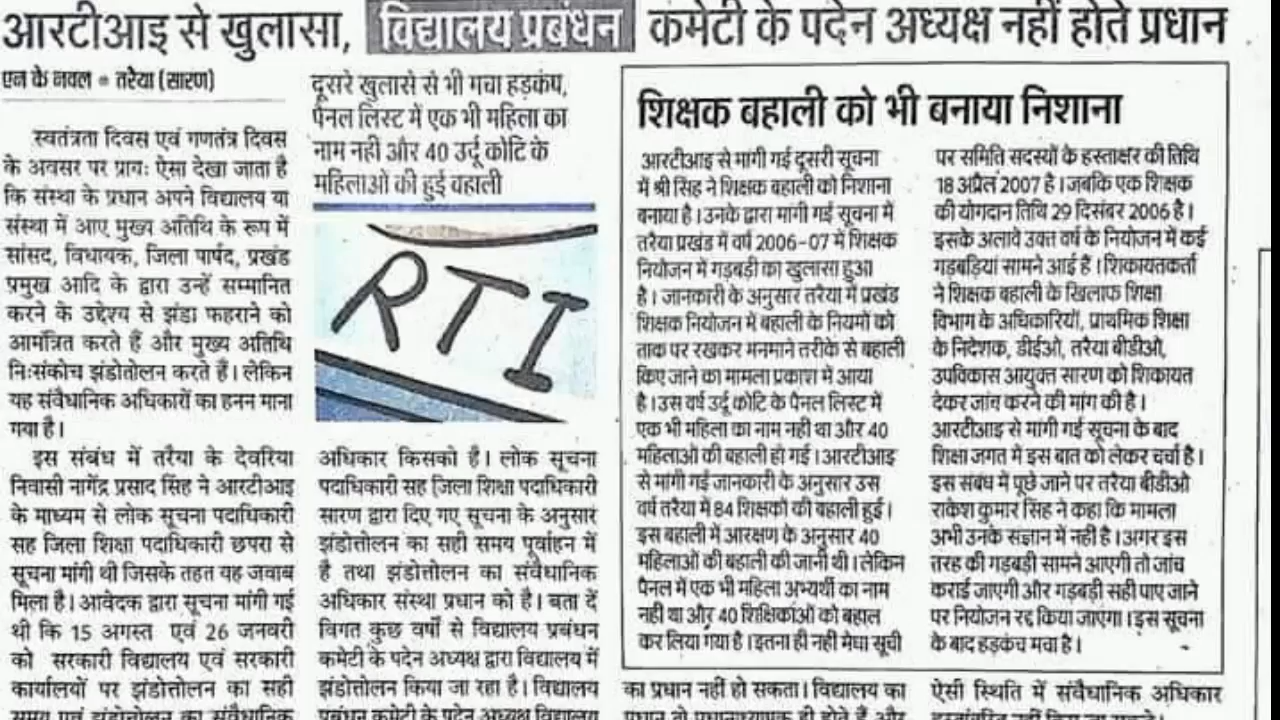 आरटीआइ से खुलासा, विद्यालय प्रबंधन कमेटी के पदेन अध्यक्ष नहीं होते प्रधान
एन के नवल • तरैया (सारण)
स्वतंत्रता दिवस एवं गणतंत्र दिवस
के अवसर पर प्रायः ऐसा देखा जाता है
कि संस्था के प्रधान अपने विद्यालय या
संस्था में आए मुख्य अतिथि के रूप में
सांसद, विधायक, जिला पार्षद, प्रखंड
प्रमुख आदि के द्वारा उन्हें सम्मानित
करने के उद्देश्य से झंडा फहराने को
आमंत्रित करते हैं और मुख्य अतिथि
निःसंकोच झंडोतोलन करते हैं। लेकिन
यह संवैधानिक अधिकारों का हनन माना
गया है।
इस संबंध में तरैया के देवरिया
निवासी नागेंद्र प्रसाद सिंह ने आरटीआइ
के माध्यम से लोक सूचना पदाधिकारी
सह जिला शिक्षा पदाधिकारी छपरा से
सूचना मांगी थी जिसके तहत यह जवाब
मिला है। आवेदक द्वारा सूचना मांगी गई
थी कि 15 अगस्त एवं 26 जनवरी
को सरकारी विद्यालय एवं सरकारी
कार्यालयों पर झंडोत्तोलन का सही
समय एवं झंडोत्तोलन का संवैधानिक
दूसरे खुलासे से भी मचा हड़कंप,
पैनल लिस्ट में एक भी महिला का
नाम नहीं और 40 उर्दू कोटि के
महिलाओं की हुई बहाली
RTI
अधिकार किसको है। लोक सूचना
पदाधिकारी सह जिला शिक्षा पदाधिकारी
सारण द्वारा दिए गए सूचना के अनुसार
झंडोत्तोलन का सही समय पूर्वाहन में
है तथा झंडोत्तोलन का संवैधानिक
अधिकार संस्था प्रधान को है। बता दें
विगत कुछ वर्षों से विद्यालय प्रबंधन
कमेटी के पदेन अध्यक्ष द्वारा विद्यालय में
झंडोत्तोलन किया जा रहा है। विद्यालय
प्रबंधन कमेटी के पदेन अध्यक्ष विद्यालय
शिक्षक बहाली को भी बनाया निशाना
आरटीआइ से मांगी गई दूसरी सूचना
में श्री सिंह ने शिक्षक बहाली को निशाना
बनाया है। उनके द्वारा मांगी गई सूचना में
तरैया प्रखंड में वर्ष 2006-07 में शिक्षक
नियोजन में गड़बड़ी का खुलासा हुआ
है। जानकारी के अनुसार तरैया में प्रखंड
शिक्षक नियोजन में बहाली के नियमों को
ताक पर रखकर मनमाने तरीके से बहाली
किए जाने का मामला प्रकाश में आया
है। उस वर्ष उर्दू कोटि के पैनल लिस्ट में
एक भी महिला का नाम नही था और 40
महिलाओं की बहाली हो गई। आरटीआइ
से मांगी गई जानकारी के अनुसार उस
वर्ष तरैया में 84 शिक्षकों की बहाली हुई।
इस बहाली में आरक्षण के अनुसार 40
महिलाओं की बहाली की जानी थी। लेकिन
पैनल में एक भी महिला अभ्यर्थी का नाम
नहीं था और 40 शिक्षिकाओं को बहाल
कर लिया गया है। इतना ही नही मेधा सूची
पर समिति सदस्यों के हस्ताक्षर की तिथि
18 अप्रैल 2007 है। जबकि एक शिक्षक
की योगदान तिथि 29 दिसंबर 2006 है।
इसके अलावे उक्त वर्ष के नियोजन में कई
गड़बड़ियां सामने आई हैं। शिकायतकर्ता
ने शिक्षक बहाली के खिलाफ शिक्षा
विभाग के अधिकारियों, प्राथमिक शिक्षा
के निदेशक, डीईओ, तरैया बीडीओ,
उपविकास आयुक्त सारण को शिकायत
देकर जांच करने की मांग की है।
आरटीआइ से मांगी गई सूचना के बाद
शिक्षा जगत में इस बात को लेकर चर्चा है।
इस संबंध में पूछे जाने पर तरैया बीडीओ
राकेश कुमार सिंह ने कहा कि मामला
अभी उनके संज्ञान में नही है। अगर इस
तरह की गड़बड़ी सामने आएगी तो जांच
कराई जाएगी और गड़बड़ी सही पाए जाने
पर नियोजन रद्द किया जाएगा। इस सूचना
के बाद हड़कंप मचा है।
का प्रधान नहीं हो सकता। विद्यालय का
प्रधान तो प्रधानाध्यापक ही होते हैं और
ऐसी स्थिति में संवैधानिक अधिकार